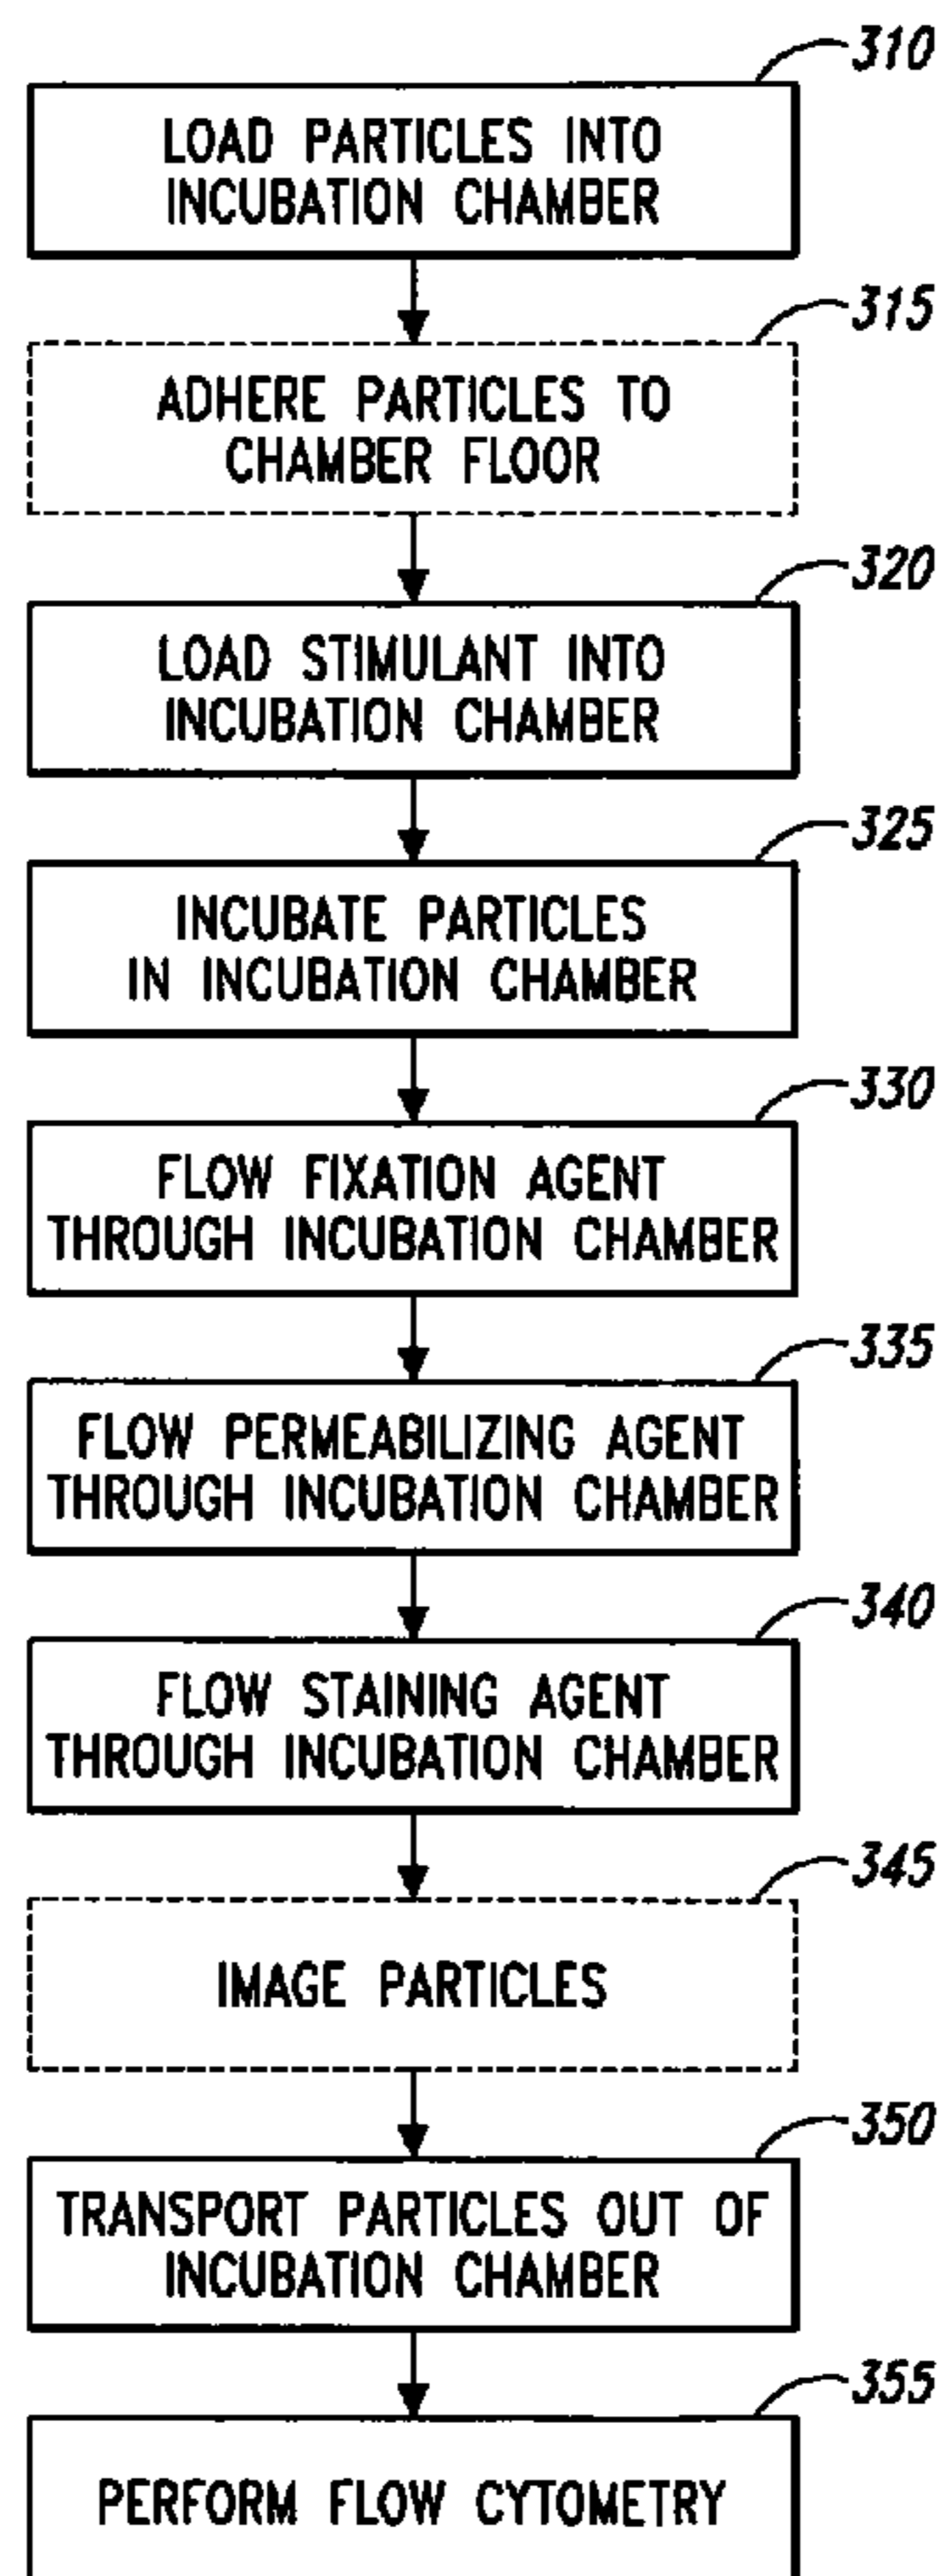 310
LOAD PARTICLES INTO
INCUBATION CHAMBER
315
ADHERE PARTICLES TO
CHAMBER FLOOR
320
LOAD STIMULANT INTO
INCUBATION CHAMBER
325
INCUBATE PARTICLES
IN INCUBATION CHAMBER
330
FLOW FIXATION AGENT
THROUGH INCUBATION CHAMBER
335
FLOW PERMEABILIZING AGENT
THROUGH INCUBATION CHAMBER
340
FLOW STAINING AGENT
THROUGH INCUBATION CHAMBER
345
IMAGE PARTICLES
350
TRANSPORT PARTICLES OUT OF
INCUBATION CHAMBER
355
PERFORM FLOW CYTOMETRY